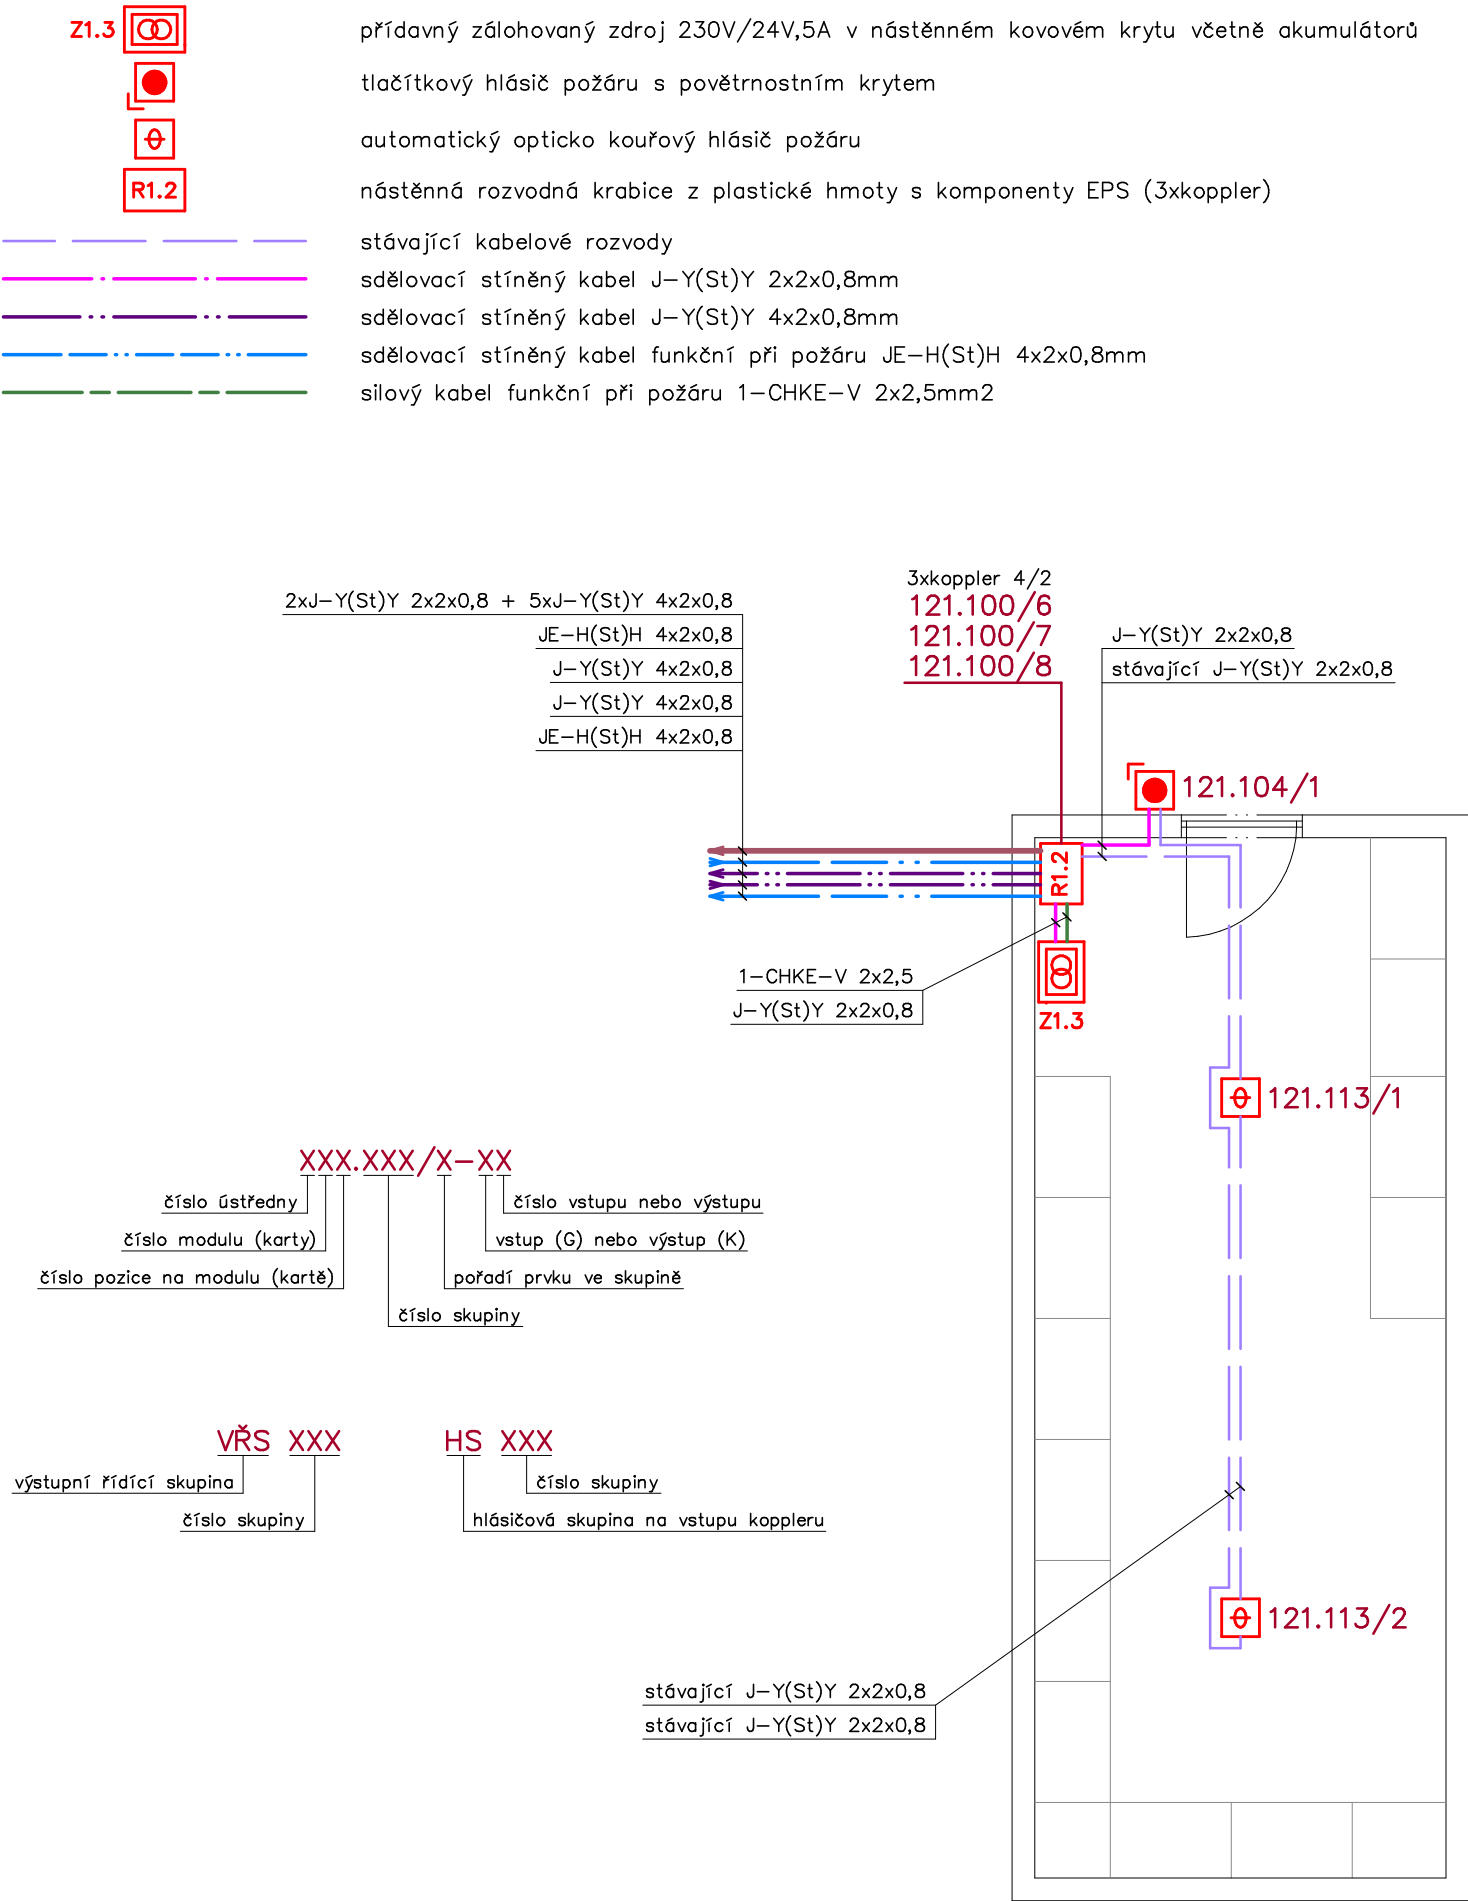 Z1.3 přídavný zálohovaný zdroj 230V/24V,5A v nástěnném kovovém krytu včetně akumulátorů
tlačítkový hlásič požáru s povětrnostním krytem
automatický opticko kouřový hlásič požáru
R1.2 nástěnná rozvodná krabice z plastické hmoty s komponenty EPS (3xkoppler)
stávající kabelové rozvody
sdělovací stíněný kabel J-Y(St)Y 2x2x0,8mm
sdělovací stíněný kabel J-Y(St)Y 4x2x0,8mm
sdělovací stíněný kabel funkční při požáru JE-H(St)H 4x2x0,8mm
silový kabel funkční při požáru 1-CHKE-V 2x2,5mm2
2xJ-Y(St)Y 2x2x0,8 + 5xJ-Y(St)Y 4x2x0,8
JE-H(St)H 4x2x0,8
J-Y(St)Y 4x2x0,8
J-Y(St)Y 4x2x0,8
JE-H(St)H 4x2x0,8
3xkoppler 4/2
121.100/6
121.100/7
121.100/8
J-Y(St)Y 2x2x0,8
stávající J-Y(St)Y 2x2x0,8
121.104/1
R1.2
1-CHKE-V 2x2,5
J-Y(St)Y 2x2x0,8
Z1.3
121.113/1
XXX.XXX/X-XX
číslo ústředny
číslo vstupu nebo výstupu
číslo modulu (karty)
vstup (G) nebo výstup (K)
číslo pozice na modulu (kartě)
pořadí prvku ve skupině
číslo skupiny
VŘS XXX
výstupní řídící skupina
číslo skupiny
HS XXX
číslo skupiny
hlásičová skupina na vstupu koppleru
121.113/2
stávající J-Y(St)Y 2x2x0,8
stávající J-Y(St)Y 2x2x0,8